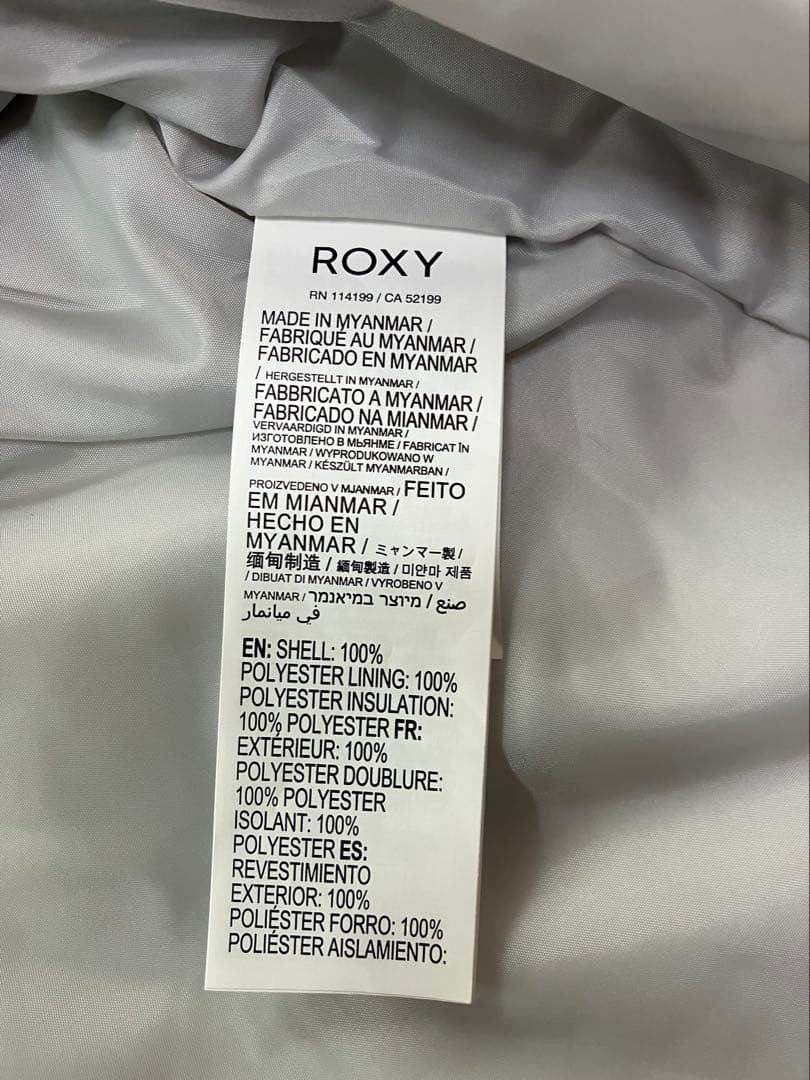 ROXY
RN 114199 / CA 52199
MADE IN MYANMAR /
FABRIQUÉ AU MYANMAR /
FABRICADO EN MYANMAR
/ HERGESTELLT IN MYANMAR /
FABBRICATO A MYANMAR /
FABRICADO NA MIANMAR /
VERVAARDIGD IN MYANMAR /
ИЗГОТОВЛЕНО В МЬЯНМЕ / FABRICAT ÎN
MYANMAR / WYPRODUKOWANO W
MYANMAR / KÉSZÜLT MYANMARBAN /
PROIZVEDENO V MJANMAR / FEITO
EM MIANMAR /
HECHO EN
MYANMAR / ミャンマー製 /
缅甸制造 / 緬甸製造 / 미얀마 제품
/ DIBUAT DI MYANMAR / VYROBENO V
MYANMAR / מיוצר במיאנמר / صنع
في ميانمار
EN: SHELL: 100%
POLYESTER LINING: 100%
POLYESTER INSULATION:
100% POLYESTER FR:
EXTÉRIEUR: 100%
POLYESTER DOUBLURE:
100% POLYESTER
ISOLANT: 100%
POLYESTER ES:
REVESTIMIENTO
EXTERIOR: 100%
POLIÉSTER FORRO: 100%
POLIÉSTER AISLAMIENTO: